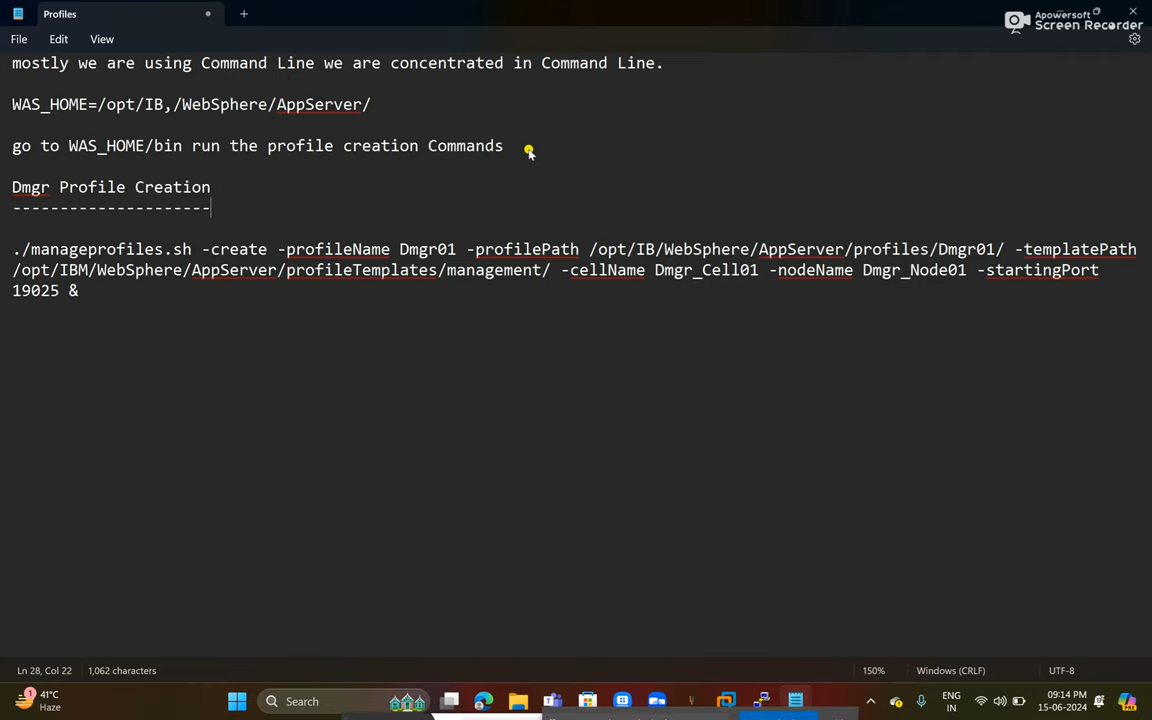 Profiles
Apowersoft
Screen Recorder
File Edit View
mostly we are using Command Line we are concentrated in Command Line.
WAS_HOME=/opt/IB,/WebSphere/AppServer/
go to WAS_HOME/bin run the profile creation Commands
Dmgr Profile Creation
---------------------
./manageprofiles.sh -create -profileName Dmgr01 -profilePath /opt/IB/WebSphere/AppServer/profiles/Dmgr01/ -templatePath
/opt/IBM/WebSphere/AppServer/profileTemplates/management/ -cellName Dmgr_Cell01 -nodeName Dmgr_Node01 -startingPort
19025 &
Ln 28, Col 22 1,062 characters 150% Windows (CRLF) UTF-8
1
41°C
Haze
Search
ENG
IN
09:14 PM
15-06-2024